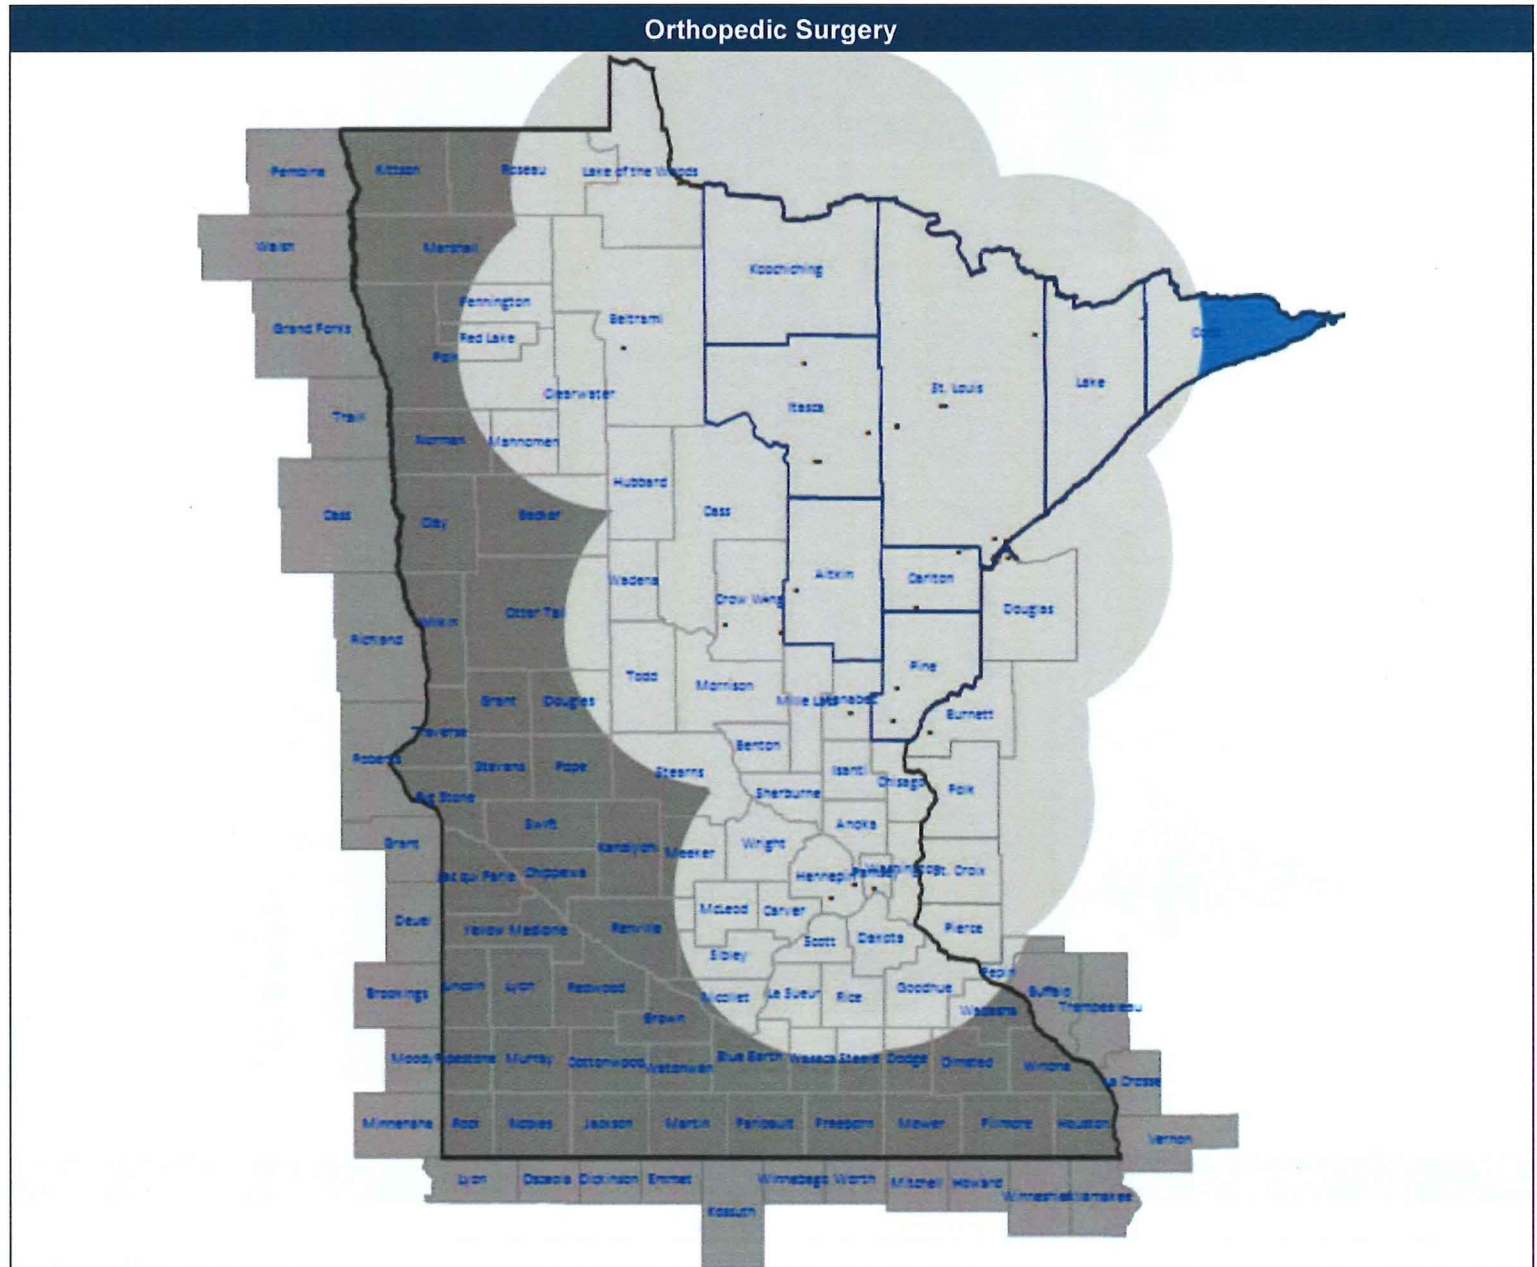 Orthopedic Surgery
Pembina
Kittson
Roseau
Lake of the Woods
Walsh
Marshall
Koochiching
Pennington
Grand Forks
Beltrami
Red Lake
Polk
Clearwater
Lake
St. Louis
Itasca
Traill
Norman
Mahnomen
Hubbard
Cass
Cass
Clay
Becker
Wadena
Aitkin
Carlton
Crow Wing
Douglas
Otter Tail
Wilkin
Richland
Pine
Todd
Morrison
Grant
Douglas
Mille Lacs
Kanabec
Burnett
Traverse
Benton
Roberts
Stevens
Pope
Stearns
Isanti
Chisago
Polk
Sherburne
Big Stone
Swift
Anoka
Wright
Grant
Kandiyohi
Meeker
Lac qui Parle
Chippewa
Hennepin
Ramsey
Washington
St. Croix
McLeod
Carver
Deuel
Yellow Medicine
Renville
Scott
Dakota
Pierce
Sibley
Pepin
Brookings
Lincoln
Lyon
Redwood
Nicollet
Le Sueur
Rice
Goodhue
Wabasha
Buffalo
Trempealeau
Brown
Moody
Pipestone
Murray
Cottonwood
Watonwan
Blue Earth
Waseca
Steele
Dodge
Olmsted
Winona
La Crosse
Minnehaha
Rock
Nobles
Jackson
Martin
Faribault
Freeborn
Mower
Fillmore
Houston
Vernon
Lyon
Osceola
Dickinson
Emmet
Winnebago
Worth
Mitchell
Howard
Winneshiek
Allamakee
Kossuth